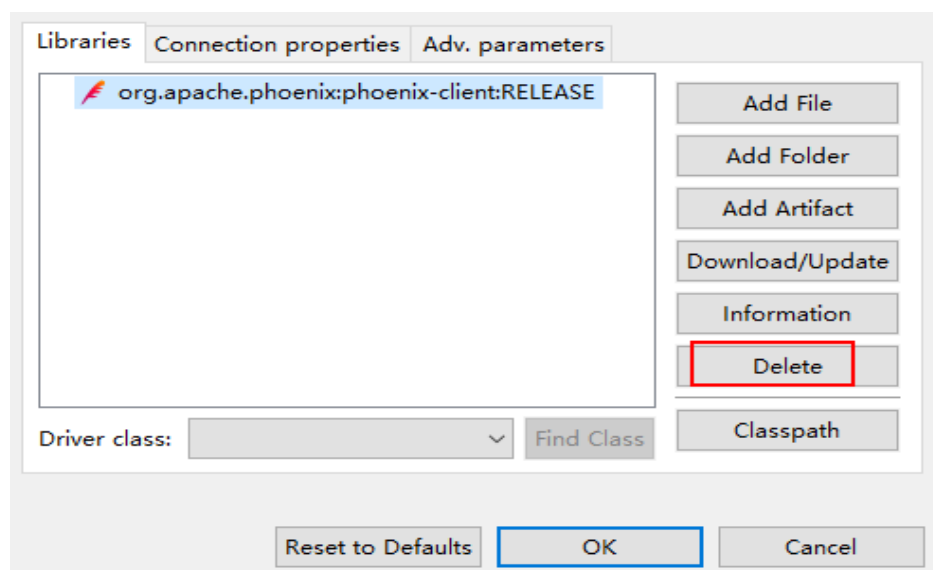 Libraries Connection properties Adv. parameters
org.apache.phoenix:phoenix-client:RELEASE
Add File
Add Folder
Add Artifact
Download/Update
Information
Delete
Classpath
Driver class: Find Class
Reset to Defaults OK Cancel